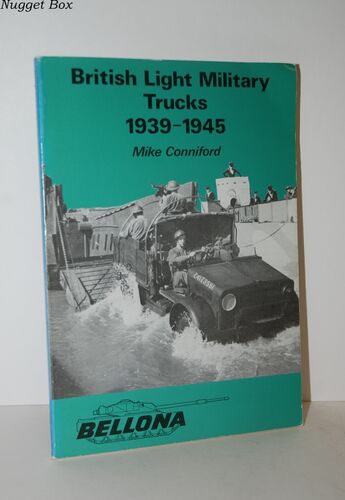 Nugget Box
British Light Military
Trucks
1939-1945
Mike Conniford
BELLONA